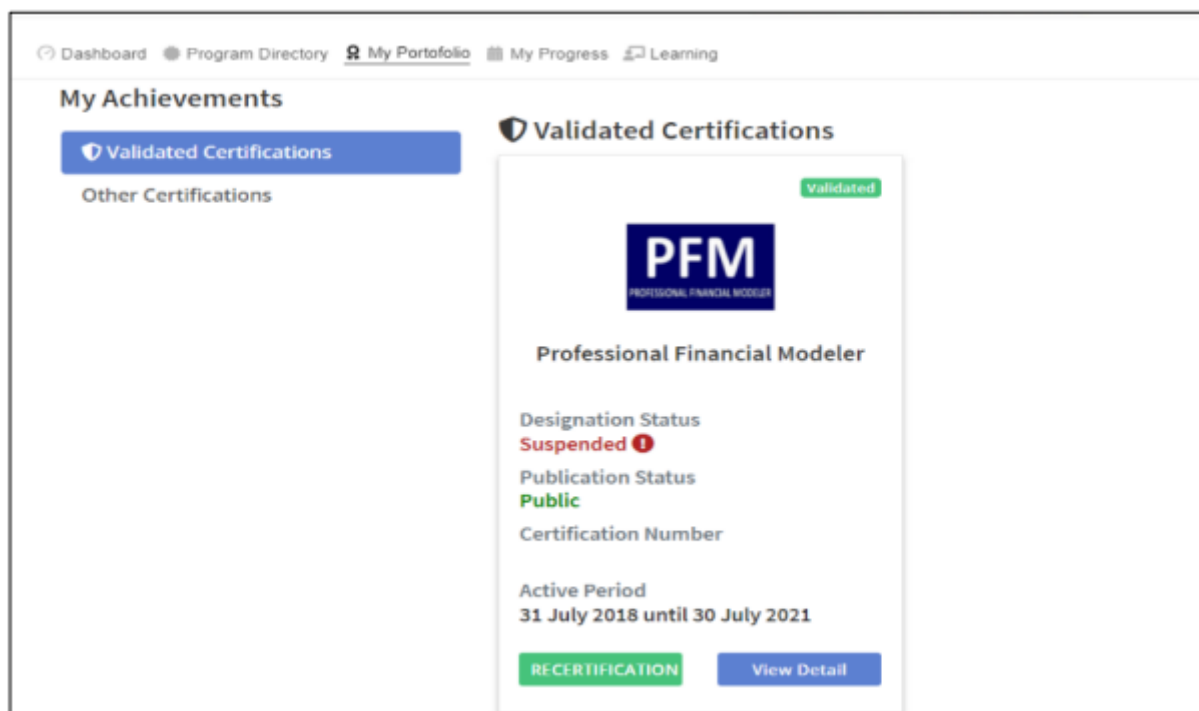 Dashboard Program Directory My Portofolio My Progress Learning
My Achievements
Validated Certifications
Other Certifications
Validated Certifications
Validated
PFM
PROFESSIONAL FINANCIAL MODELER
Professional Financial Modeler
Designation Status
Suspended
Publication Status
Public
Certification Number
Active Period
31 July 2018 until 30 July 2021
RECERTIFICATION View Detail